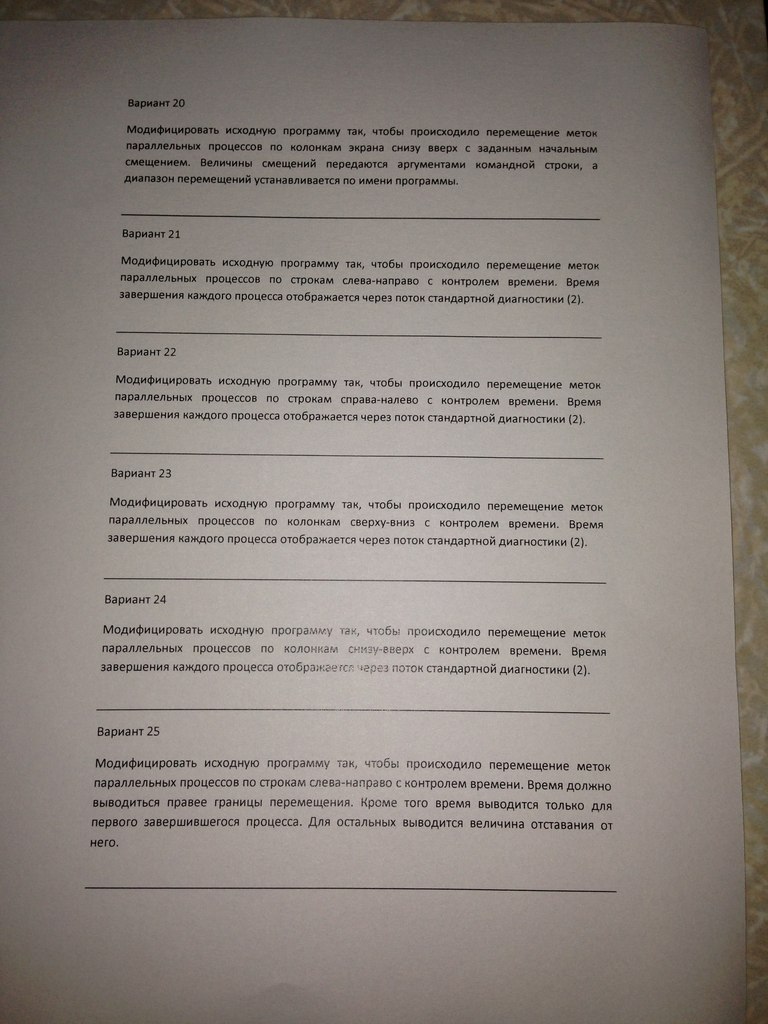 Вариант 20
Модифицировать исходную программу так, чтобы происходило перемещение меток
параллельных процессов по колонкам экрана снизу вверх с заданным начальным
смещением. Величины смещений передаются аргументами командной строки, а
диапазон перемещений устанавливается по имени программы.
Вариант 21
Модифицировать исходную программу так, чтобы происходило перемещение меток
параллельных процессов по строкам слева-направо с контролем времени. Время
завершения каждого процесса отображается через поток стандартной диагностики (2).
Вариант 22
Модифицировать исходную программу так, чтобы происходило перемещение меток
параллельных процессов по строкам справа-налево с контролем времени. Время
завершения каждого процесса отображается через поток стандартной диагностики (2).
Вариант 23
Модифицировать исходную программу так, чтобы происходило перемещение меток
параллельных процессов по колонкам сверху-вниз с контролем времени. Время
завершения каждого процесса отображается через поток стандартной диагностики (2).
Вариант 24
Модифицировать исходную программу так, чтобы происходило перемещение меток
параллельных процессов по колонкам снизу-вверх с контролем времени. Время
завершения каждого процесса отображается через поток стандартной диагностики (2).
Вариант 25
Модифицировать исходную программу так, чтобы происходило перемещение меток
параллельных процессов по строкам слева-направо с контролем времени. Время должно
выводиться правее границы перемещения. Кроме того время выводится только для
первого завершившегося процесса. Для остальных выводится величина отставания от
него.